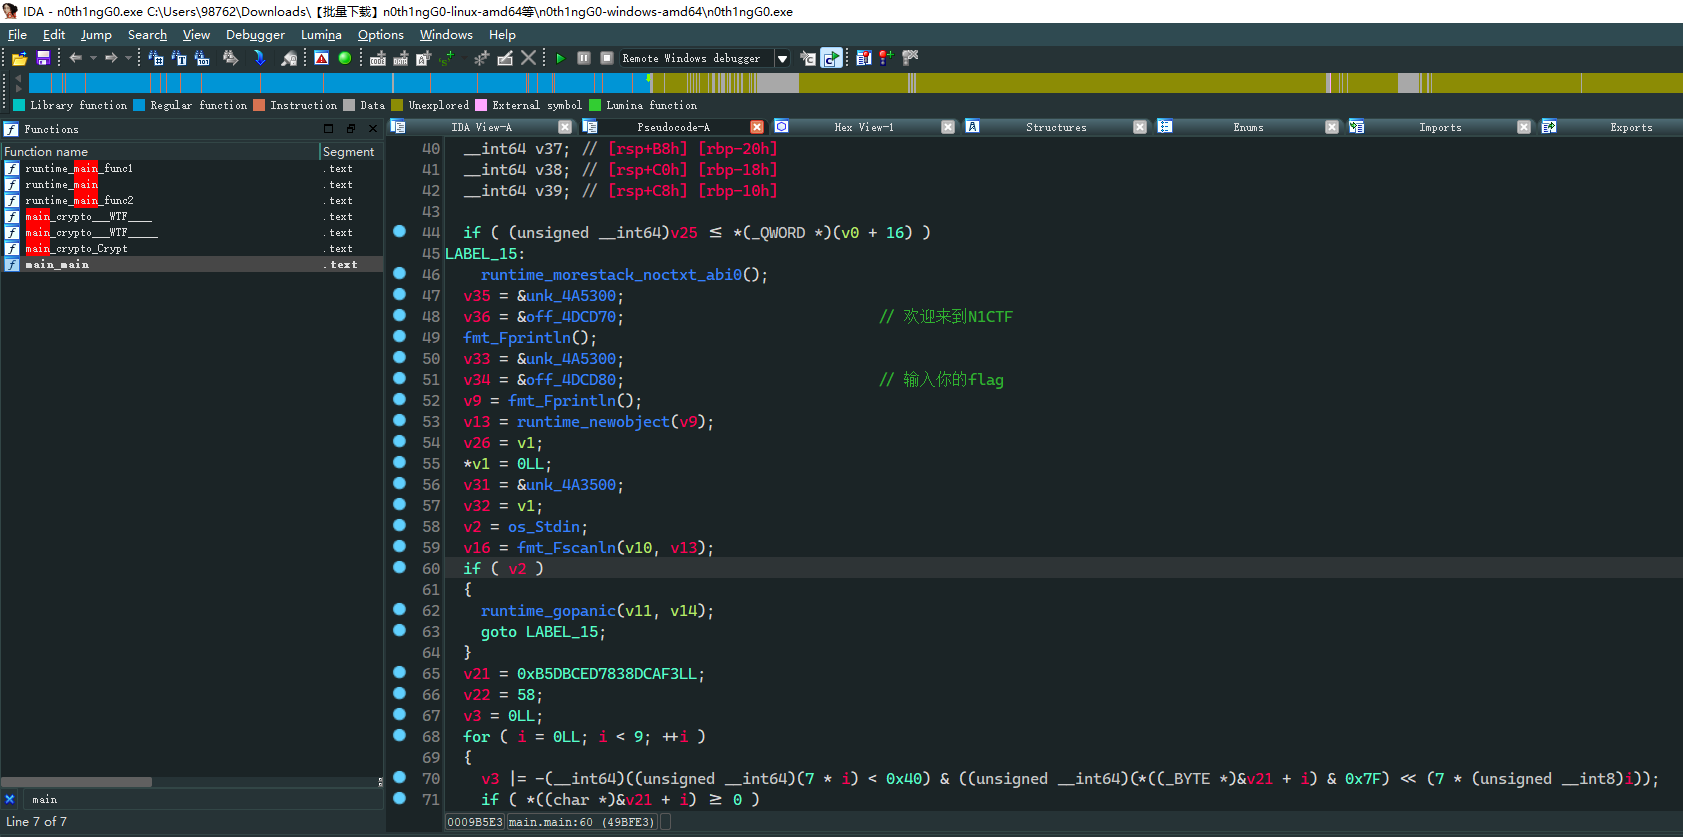 IDA - n0th1ngG0.exe C:\Users\98762\Downloads\【批量下载】n0th1ngG0-linux-amd64等\n0th1ngG0-windows-amd64\n0th1ngG0.exe
File Edit Jump Search View Debugger Lumina Options Windows Help
Remote Windows debugger
Library function Regular function Instruction Data Unexplored External symbol Lumina function
Functions
IDA View-A Pseudocode-A Hex View-1 Structures Enums Imports Exports
Function name Segment
runtime_main_func1 .text
runtime_main .text
runtime_main_func2 .text
main_crypto___WTF____ .text
main_crypto___WTF_____ .text
main_crypto_Crypt .text
main_main .text
main
Line 7 of 7
40 __int64 v37; // [rsp+B8h] [rbp-20h]
41 __int64 v38; // [rsp+C0h] [rbp-18h]
42 __int64 v39; // [rsp+C8h] [rbp-10h]
43
44 if ( (unsigned __int64)v25 <= *(_QWORD *)(v0 + 16) )
45 LABEL_15:
46 runtime_morestack_noctxt_abi0();
47 v35 = &unk_4A5300;
48 v36 = &off_4DCD70; // 欢迎来到N1CTF
49 fmt_Fprintln();
50 v33 = &unk_4A5300;
51 v34 = &off_4DCD80; // 输入你的flag
52 v9 = fmt_Fprintln();
53 v13 = runtime_newobject(v9);
54 v26 = v1;
55 *v1 = 0LL;
56 v31 = &unk_4A3500;
57 v32 = v1;
58 v2 = os_Stdin;
59 v16 = fmt_Fscanln(v10, v13);
60 if ( v2 )
61 {
62 runtime_gopanic(v11, v14);
63 goto LABEL_15;
64 }
65 v21 = 0xB5DBCED7838DCAF3LL;
66 v22 = 58;
67 v3 = 0LL;
68 for ( i = 0LL; i < 9; ++i )
69 {
70 v3 |= -(__int64)((unsigned __int64)(7 * i) < 0x40) & ((unsigned __int64)(*((_BYTE *)&v21 + i) & 0x7F) << (7 * (unsigned __int8)i));
71 if ( *((char *)&v21 + i) >= 0 )
0009B5E3 main.main:60 (49BFE3)